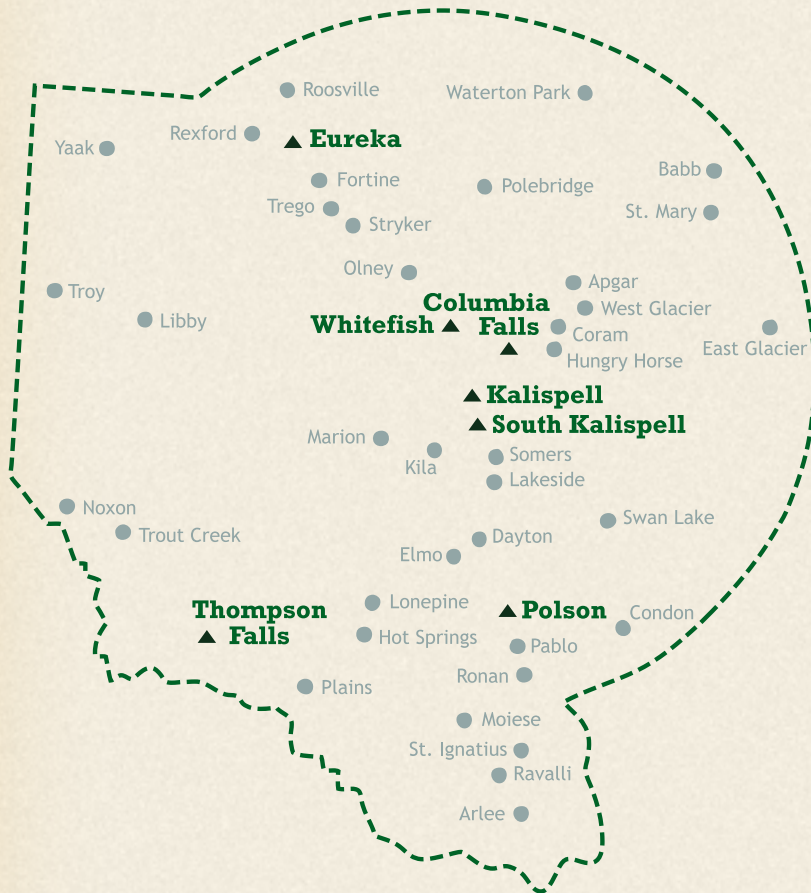 Roosville
Waterton Park
Rexford
Eureka
Yaak
Babb
Fortine
Polebridge
Trego
St. Mary
Stryker
Olney
Apgar
Troy
Columbia
Falls
West Glacier
Libby
Whitefish
Coram
East Glacier
Hungry Horse
Kalispell
South Kalispell
Marion
Somers
Kila
Lakeside
Noxon
Swan Lake
Trout Creek
Dayton
Elmo
Lonepine
Thompson
Falls
Polson
Condon
Hot Springs
Pablo
Ronan
Plains
Moiese
St. Ignatius
Ravalli
Arlee